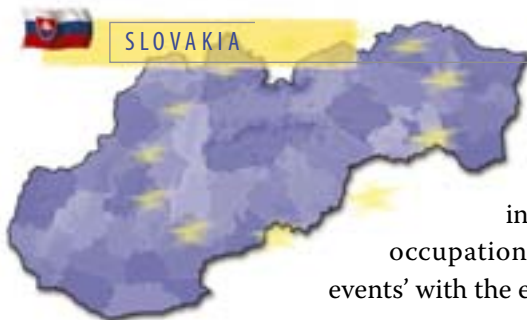 SLOVAKIA
in
occupation
events’ with the e